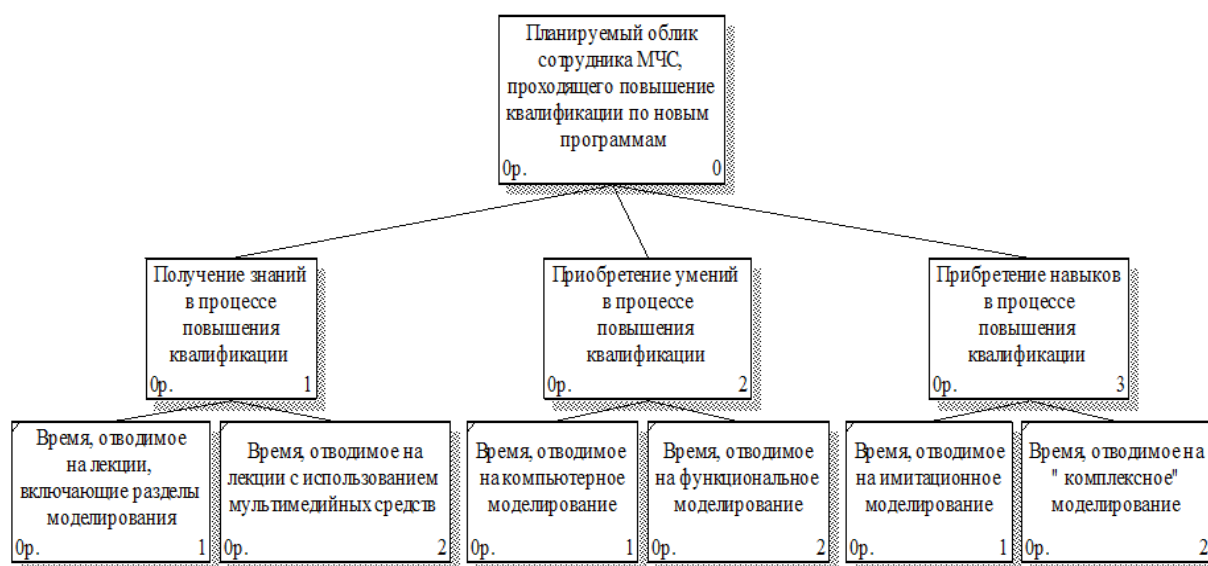 Планируемый облик
сотрудника МЧС,
проходящего повышение
квалификации по новым
программам
0р. 0
Получение знаний
в процессе
повышения
квалификации
0р. 1
Приобретение умений
в процессе
повышения
квалификации
0р. 2
Прибретение навыков
в процессе
повышения
квалификации
0р. 3
Время, отводимое
на лекции,
включающие разделы
моделирования
0р. 1
Время, отводимое на
лекции с использованием
мультимедийных средств
0р. 2
Время, отводимое
на компьютерное
моделирование
0р. 1
Время, отводимое
на функциональное
моделирование
0р. 2
Время, отводимое
на имитационное
моделирование
0р. 1
Время, отводимое на
" комплексное"
моделирование
0р. 2